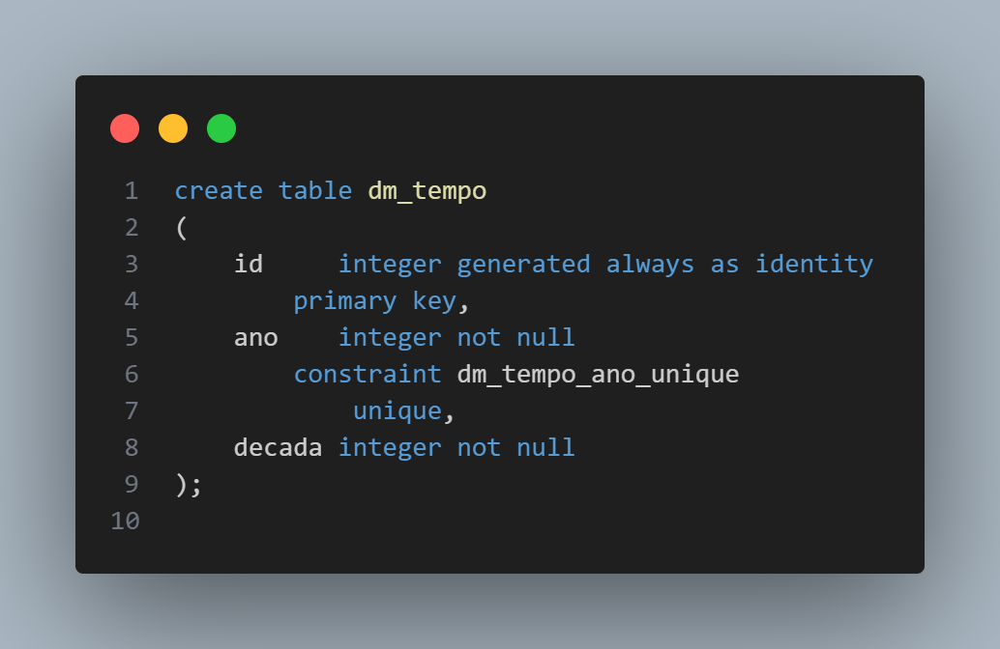 1 create table dm_tempo
2 (
3     id     integer generated always as identity
4         primary key,
5     ano    integer not null
6         constraint dm_tempo_ano_unique
7             unique,
8     decada integer not null
9 );
10